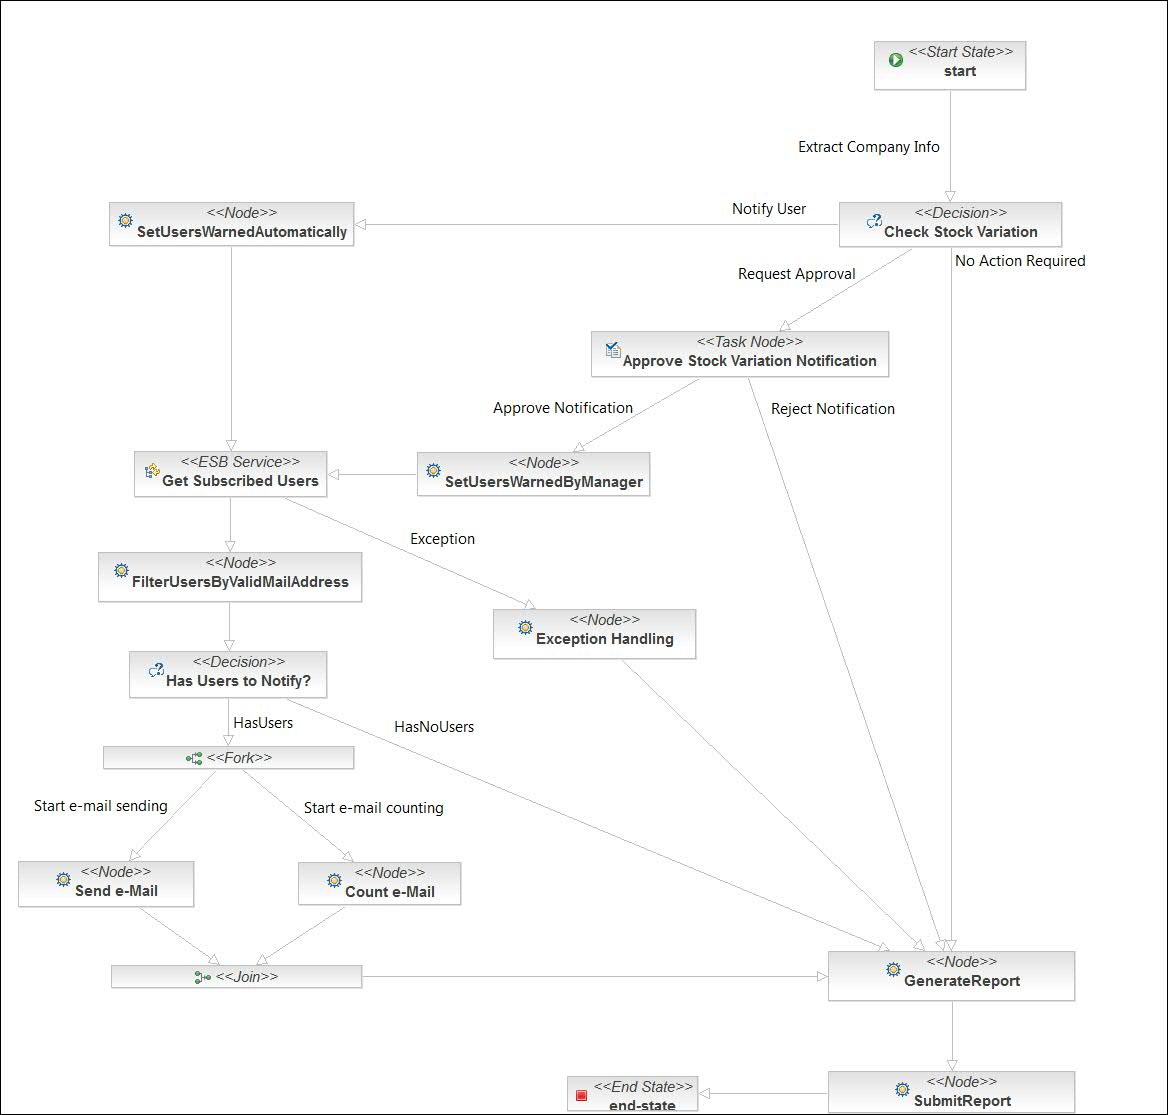 <<Start State>>
start
Extract Company Info
<<Node>>
SetUsersWarnedAutomatically
Notify User
<<Decision>>
Check Stock Variation
No Action Required
Request Approval
<<Task Node>>
Approve Stock Variation Notification
Approve Notification
Reject Notification
<<ESB Service>>
Get Subscribed Users
<<Node>>
SetUsersWarnedByManager
Exception
<<Node>>
FilterUsersByValidMailAddress
<<Node>>
Exception Handling
<<Decision>>
Has Users to Notify?
HasUsers
HasNoUsers
<<Fork>>
Start e-mail sending
Start e-mail counting
<<Node>>
Send e-Mail
<<Node>>
Count e-Mail
<<Join>>
<<Node>>
GenerateReport
<<End State>>
end-state
<<Node>>
SubmitReport